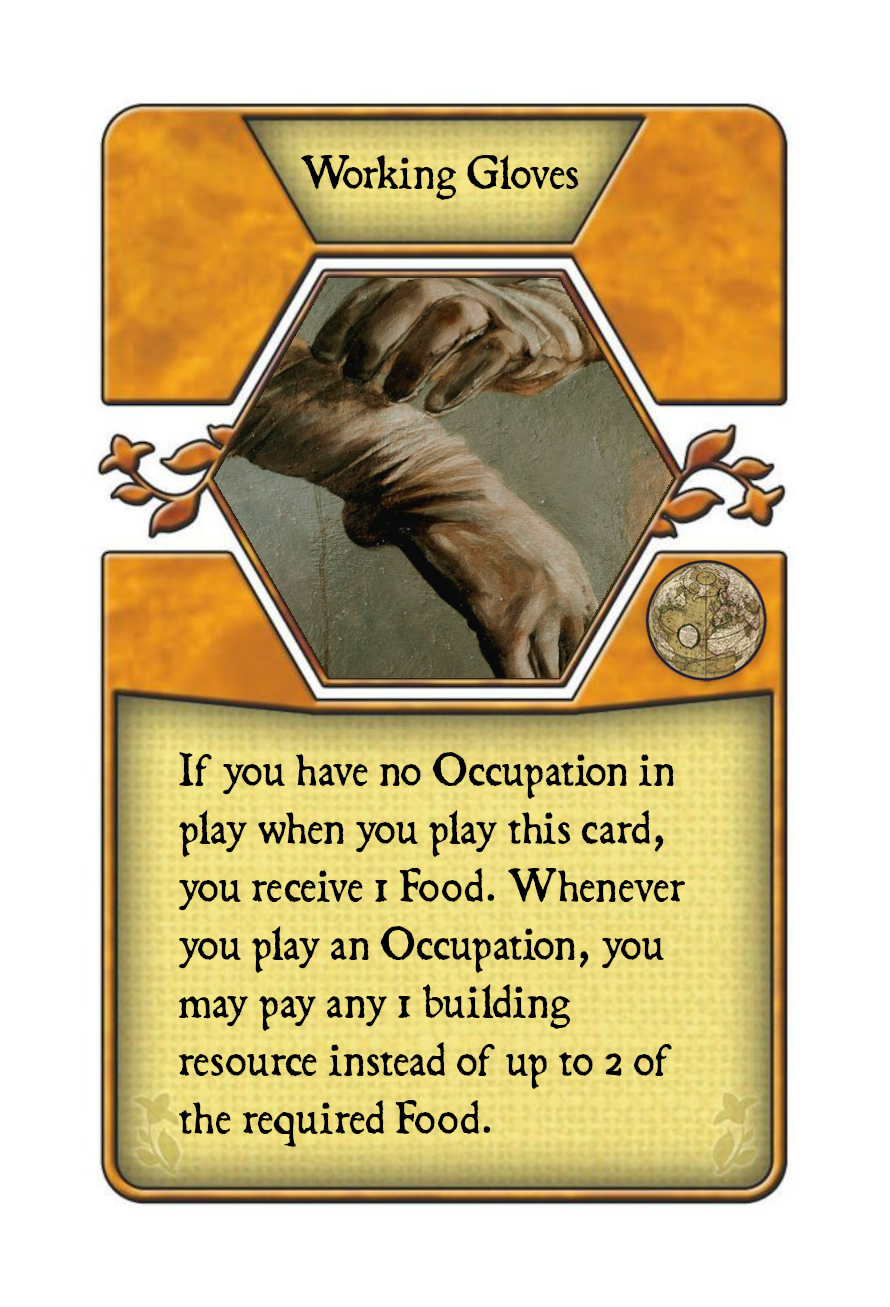 Working Gloves
If you have no Occupation in
play when you play this card,
you receive 1 Food. Whenever
you play an Occupation, you
may pay any 1 building
resource instead of up to 2 of
the required Food.